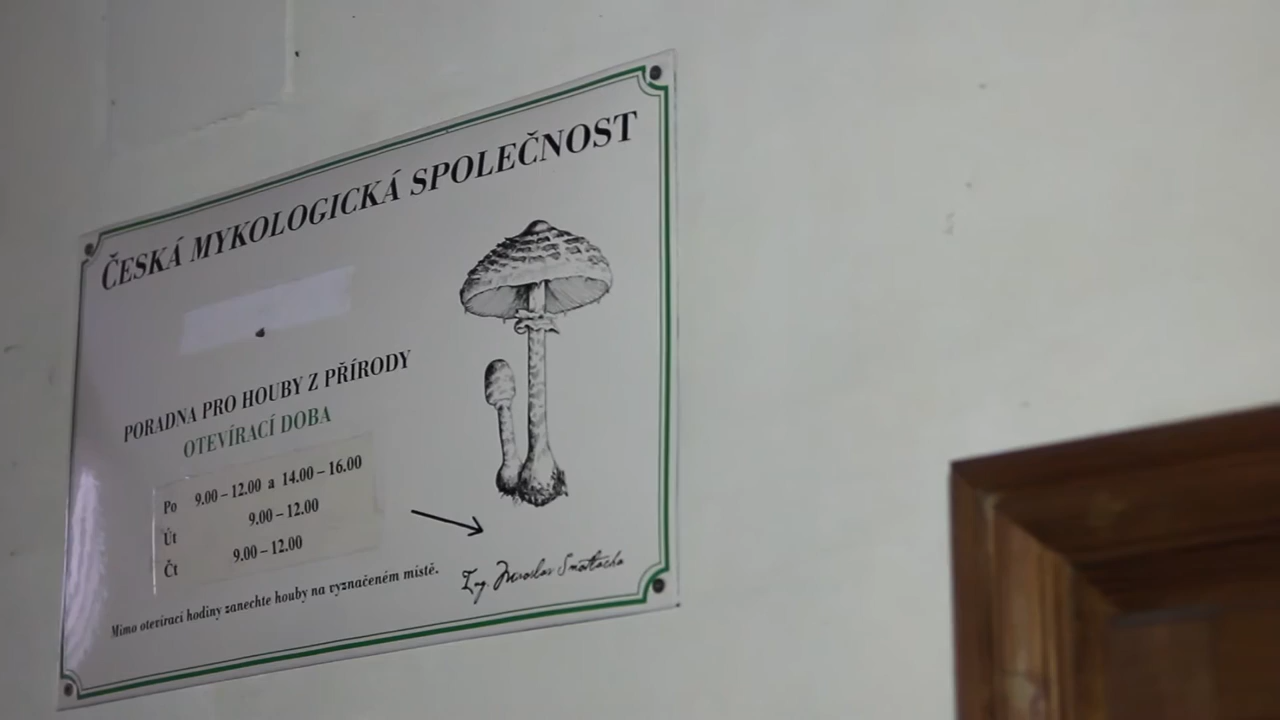 ČESKÁ MYKOLOGICKÁ SPOLEČNOST
PORADNA PRO HOUBY Z PŘÍRODY
OTEVÍRACÍ DOBA
Po 9.00 – 12.00 a 14.00 – 16.00
Út 9.00 – 12.00
Čt 9.00 – 12.00
Mimo otevírací hodiny zanechte houby na vyznačeném místě.
Ing. Miroslav Smotlacha